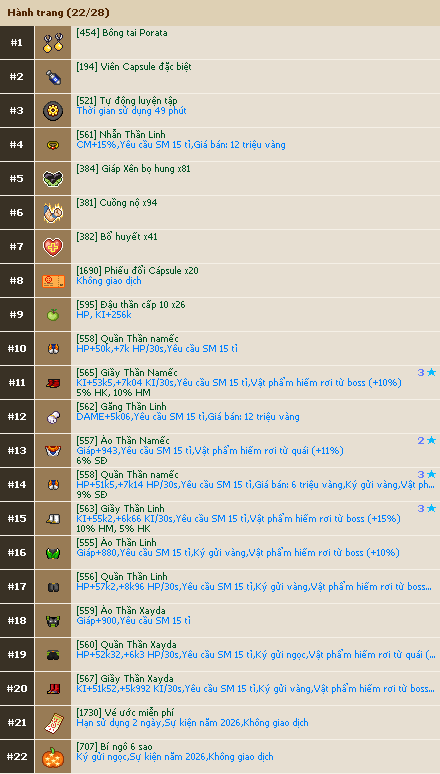 Hành trang (22/28)
#1
[454] Bông tai Porata
#2
[194] Viên Capsule đặc biệt
#3
[521] Tự động luyện tập
Thời gian sử dụng 49 phút
#4
[561] Nhẫn Thần Linh
CM+15%,Yêu cầu SM 15 tỉ,Giá bán: 12 triệu vàng
#5
[384] Giáp Xên bọ hung x81
#6
[381] Cuồng nộ x94
#7
[382] Bổ huyết x41
#8
[1690] Phiếu đổi Cápsule x20
Không giao dịch
#9
[595] Đậu thần cấp 10 x26
HP, KI+256k
#10
[558] Quần Thần namếc
HP+50k,+7k HP/30s,Yêu cầu SM 15 tỉ
#11
[565] Giầy Thần Namếc
3 ★
KI+53k5,+7k04 KI/30s,Yêu cầu SM 15 tỉ,Vật phẩm hiếm rơi từ boss (+10%)
5% HK, 10% HM
#12
[562] Găng Thần Linh
DAME+5k06,Yêu cầu SM 15 tỉ,Giá bán: 12 triệu vàng
#13
[557] Áo Thần Namếc
2 ★
Giáp+943,Yêu cầu SM 15 tỉ,Vật phẩm hiếm rơi từ quái (+11%)
6% SĐ
#14
[558] Quần Thần namếc
3 ★
HP+51k5,+7k14 HP/30s,Yêu cầu SM 15 tỉ,Giá bán: 6 triệu vàng,Ký gửi vàng,Vật ph...
9% SĐ
#15
[563] Giầy Thần Linh
3 ★
KI+55k2,+6k66 KI/30s,Yêu cầu SM 15 tỉ,Vật phẩm hiếm rơi từ boss (+15%)
10% HM, 5% HK
#16
[555] Áo Thần Linh
Giáp+880,Yêu cầu SM 15 tỉ,Ký gửi vàng,Vật phẩm hiếm rơi từ boss (+10%)
#17
[556] Quần Thần Linh
HP+57k2,+8k96 HP/30s,Yêu cầu SM 15 tỉ,Ký gửi vàng,Vật phẩm hiếm rơi từ boss...
#18
[559] Áo Thần Xayda
Giáp+900,Yêu cầu SM 15 tỉ
#19
[560] Quần Thần Xayda
HP+52k32,+6k3 HP/30s,Yêu cầu SM 15 tỉ,Ký gửi ngọc,Vật phẩm hiếm rơi từ quái (...
#20
[567] Giầy Thần Xayda
KI+51k52,+5k992 KI/30s,Yêu cầu SM 15 tỉ,Ký gửi vàng,Vật phẩm hiếm rơi từ boss...
#21
[1730] Vé ước miễn phí
Hạn sử dụng 2 ngày,Sự kiện năm 2026,Không giao dịch
#22
[707] Bí ngô 6 sao
Ký gửi ngọc,Sự kiện năm 2026,Không giao dịch